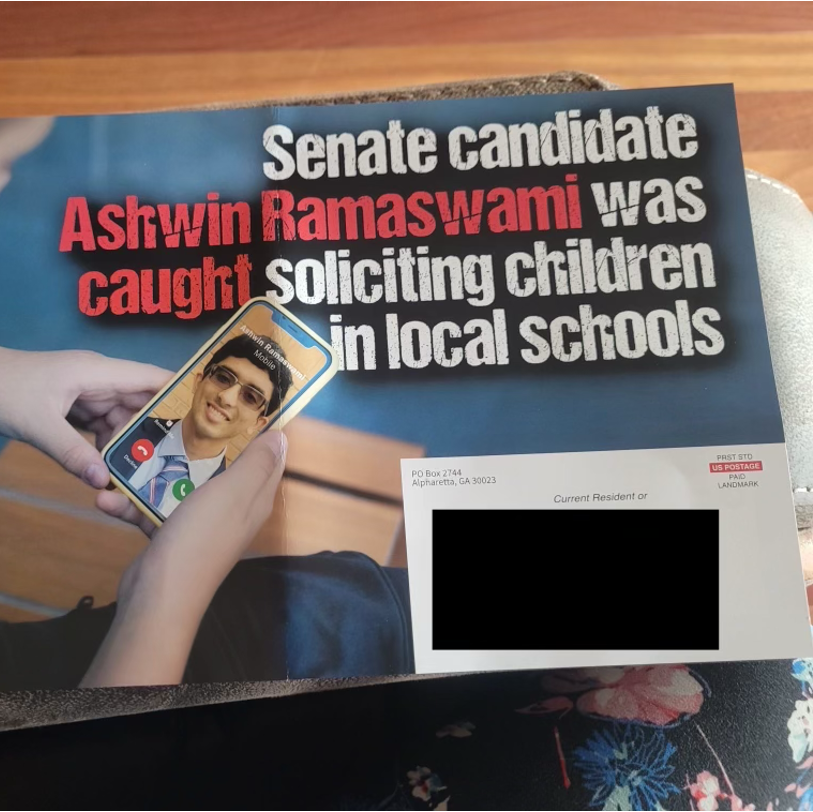 Senate candidate
Ashwin Ramaswami was
caught soliciting children
in local schools
Ashwin Ramaswami
Mobile
Decline
PO Box 2744
Alpharetta, GA 30023
PRST STD
US POSTAGE
PAID
LANDMARK
Current Resident or